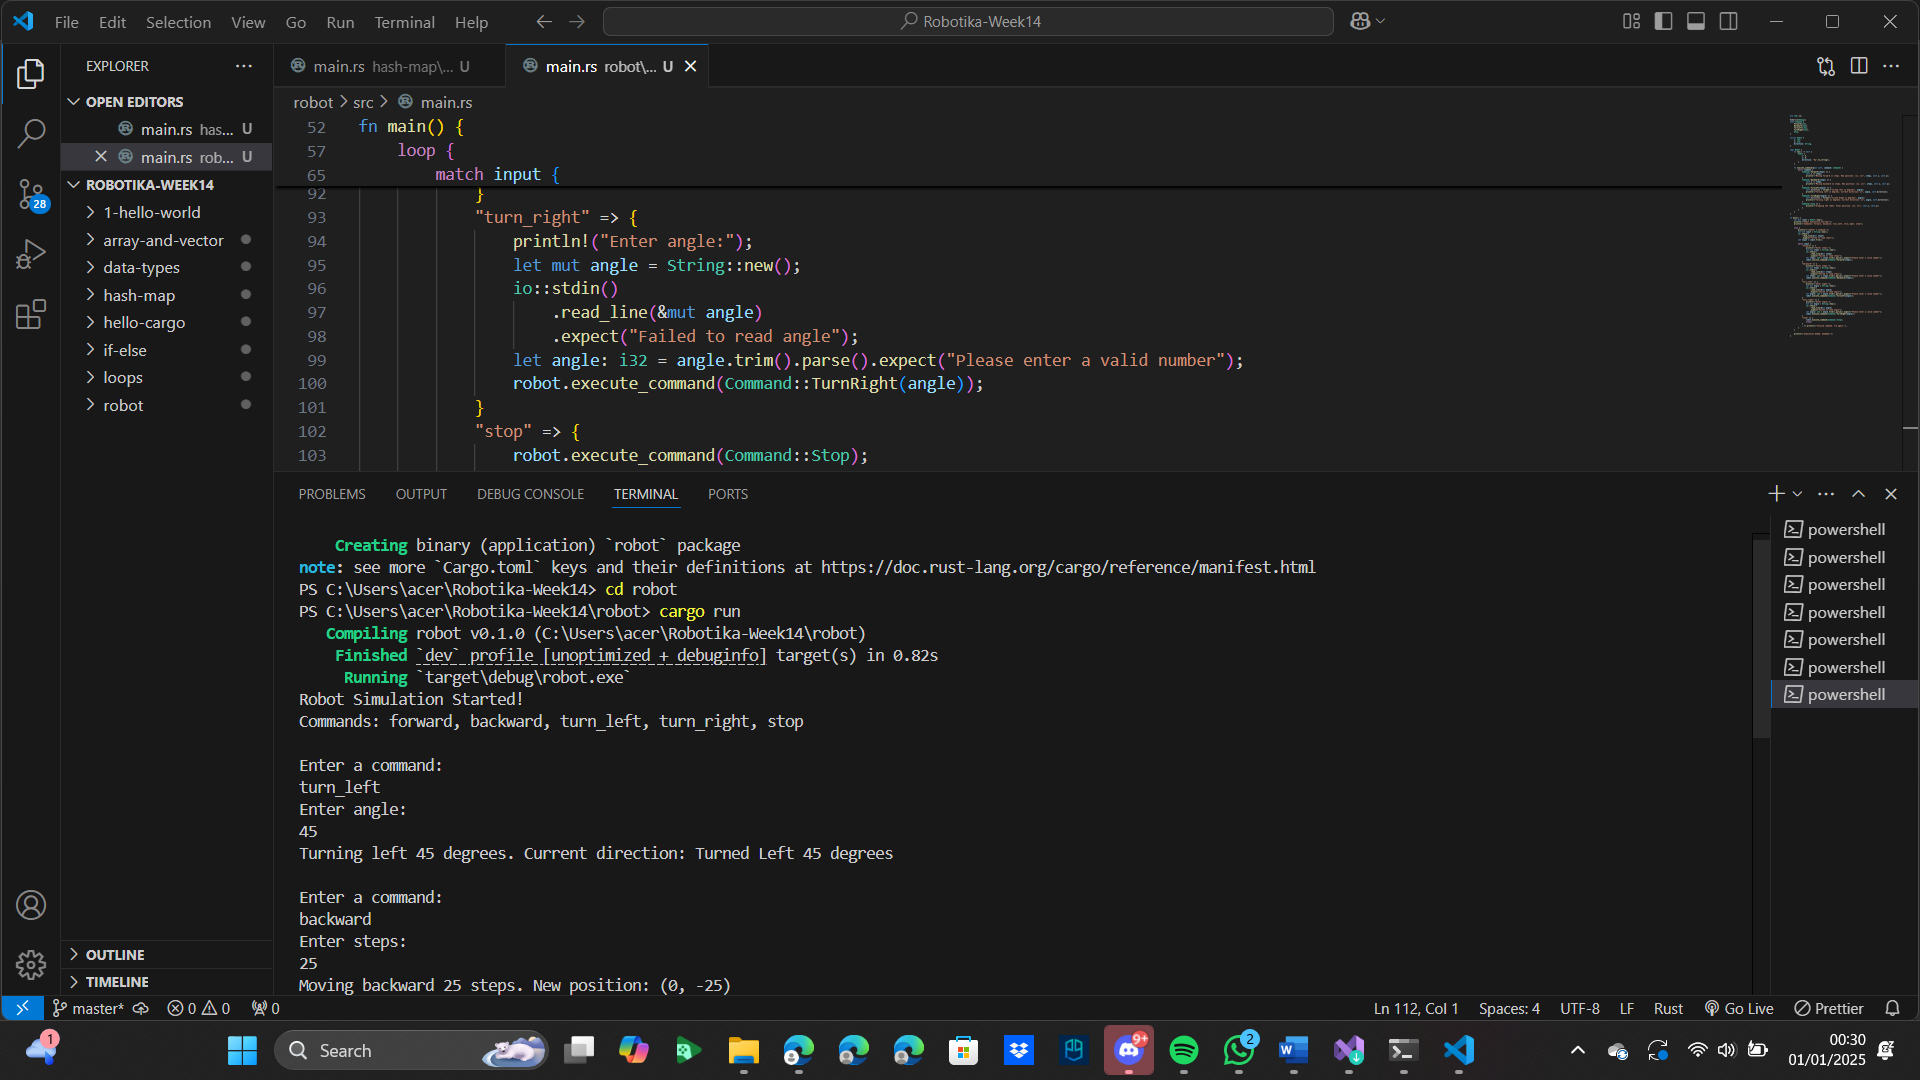 File Edit Selection View Go Run Terminal Help
Robotika-Week14
EXPLORER
OPEN EDITORS
main.rs has... U
main.rs rob... U
ROBOTIKA-WEEK14
1-hello-world
array-and-vector
data-types
hash-map
hello-cargo
if-else
loops
robot
OUTLINE
TIMELINE
main.rs hash-map\... U
main.rs robot\... U
robot > src > main.rs
52 fn main() {
57 loop {
65 match input {
92 }
93 "turn_right" => {
94 println!("Enter angle:");
95 let mut angle = String::new();
96 io::stdin()
97 .read_line(&mut angle)
98 .expect("Failed to read angle");
99 let angle: i32 = angle.trim().parse().expect("Please enter a valid number");
100 robot.execute_command(Command::TurnRight(angle));
101 }
102 "stop" => {
103 robot.execute_command(Command::Stop);
PROBLEMS OUTPUT DEBUG CONSOLE TERMINAL PORTS
Creating binary (application) `robot` package
note: see more `Cargo.toml` keys and their definitions at https://doc.rust-lang.org/cargo/reference/manifest.html
PS C:\Users\acer\Robotika-Week14> cd robot
PS C:\Users\acer\Robotika-Week14\robot> cargo run
Compiling robot v0.1.0 (C:\Users\acer\Robotika-Week14\robot)
Finished `dev` profile [unoptimized + debuginfo] target(s) in 0.82s
Running `target\debug\robot.exe`
Robot Simulation Started!
Commands: forward, backward, turn_left, turn_right, stop
Enter a command:
turn_left
Enter angle:
45
Turning left 45 degrees. Current direction: Turned Left 45 degrees
Enter a command:
backward
Enter steps:
25
Moving backward 25 steps. New position: (0, -25)
powershell
powershell
powershell
powershell
powershell
powershell
powershell
28
master* 0 0 0
Ln 112, Col 1 Spaces: 4 UTF-8 LF Rust Go Live Prettier
1
Search
9+
2
00:30
01/01/2025